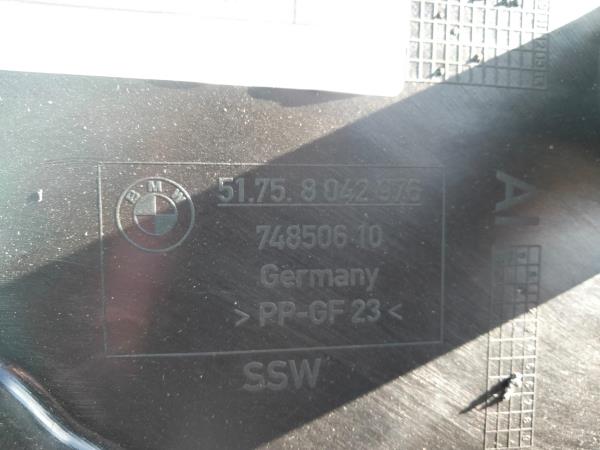 BMW
51.75. 8 042 976
748506 10
Germany
> PP-GF 23 <
SSW